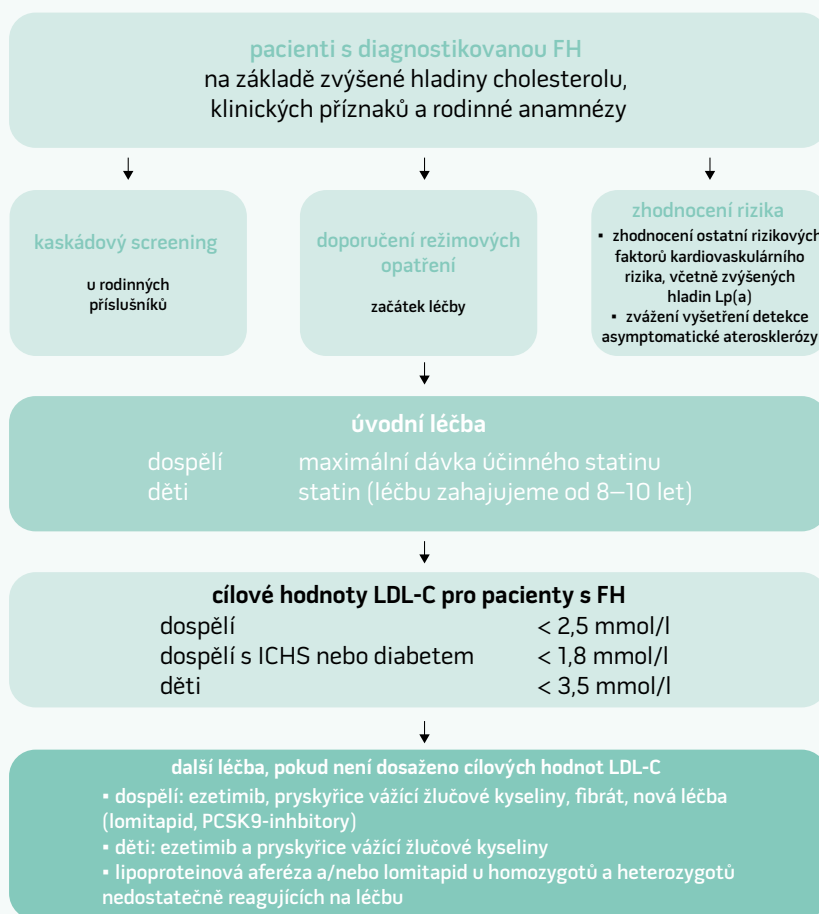 pacienti s diagnostikovanou FH
na základě zvýšené hladiny cholesterolu,
klinických příznaků a rodinné anamnézy
kaskádový screening
u rodinných
příslušníků
doporučení režimových
opatření
začátek léčby
zhodnocení rizika
▪ zhodnocení ostatní rizikových
faktorů kardiovaskulárního
rizika, včetně zvýšených
hladin Lp(a)
▪ zvážení vyšetření detekce
asymptomatické aterosklerózy
úvodní léčba
dospělí maximální dávka účinného statinu
děti statin (léčbu zahajujeme od 8–10 let)
cílové hodnoty LDL-C pro pacienty s FH
dospělí < 2,5 mmol/l
dospělí s ICHS nebo diabetem < 1,8 mmol/l
děti < 3,5 mmol/l
další léčba, pokud není dosaženo cílových hodnot LDL-C
▪ dospělí: ezetimib, pryskyřice vážící žlučové kyseliny, fibrát, nová léčba
(lomitapid, PCSK9-inhbitory)
▪ děti: ezetimib a pryskyřice vážící žlučové kyseliny
▪ lipoproteinová aferéza a/nebo lomitapid u homozygotů a heterozygotů
nedostatečně reagujících na léčbu